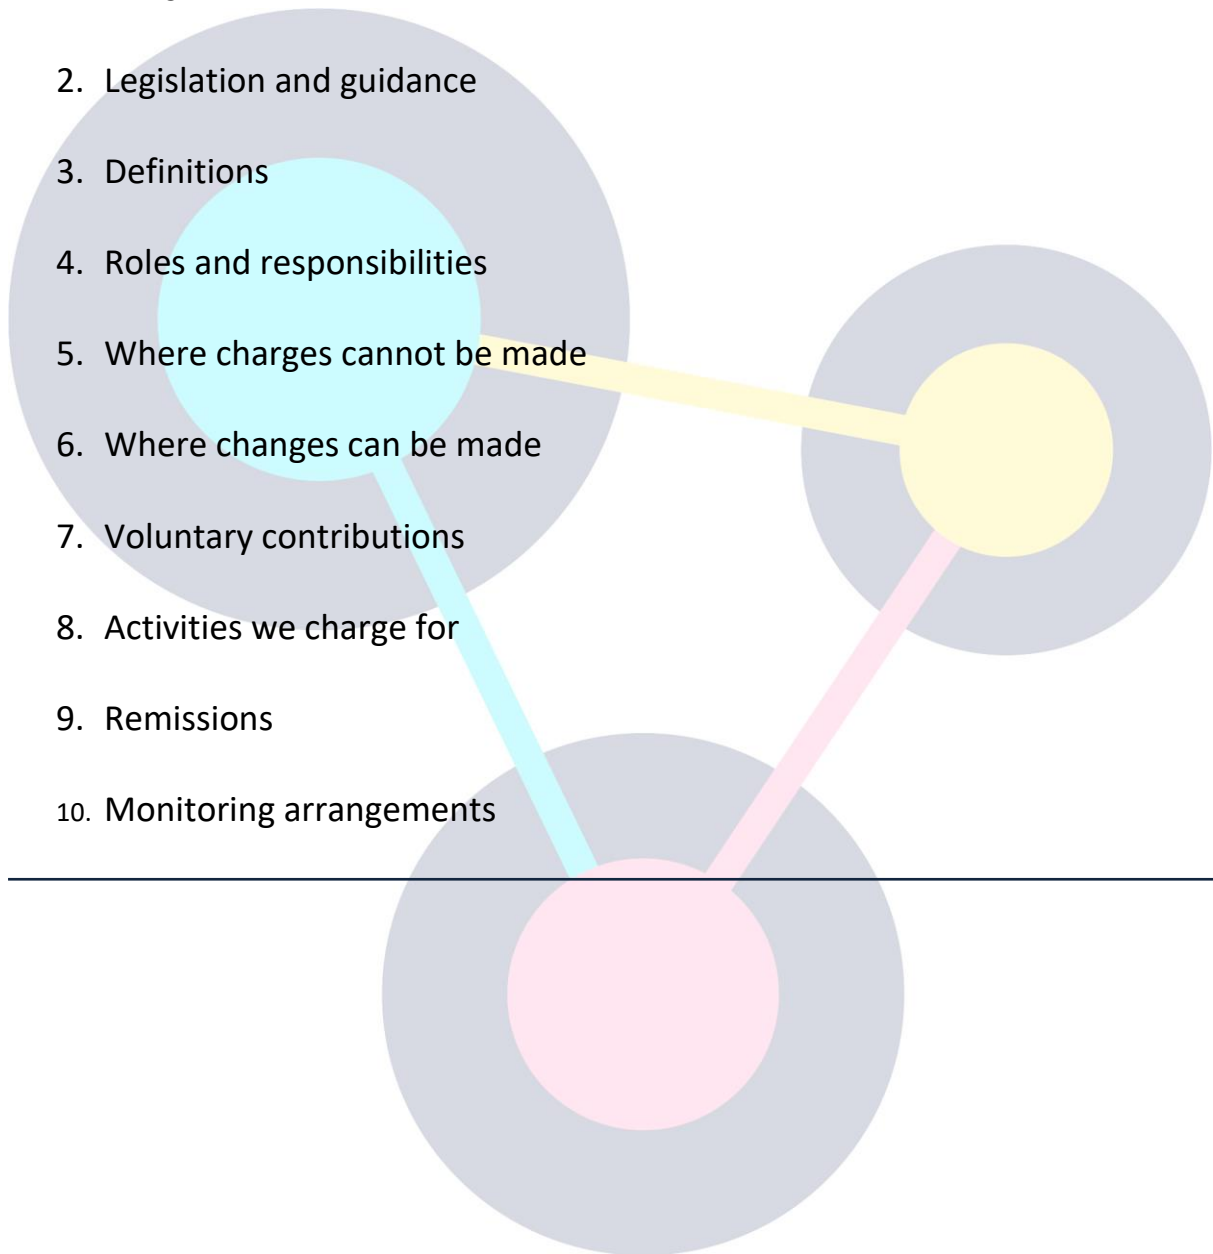 2. Legislation and guidance
3. Definitions
4. Roles and responsibilities
5. Where charges cannot be made
6. Where changes can be made
7. Voluntary contributions
8. Activities we charge for
9. Remissions
10. Monitoring arrangements